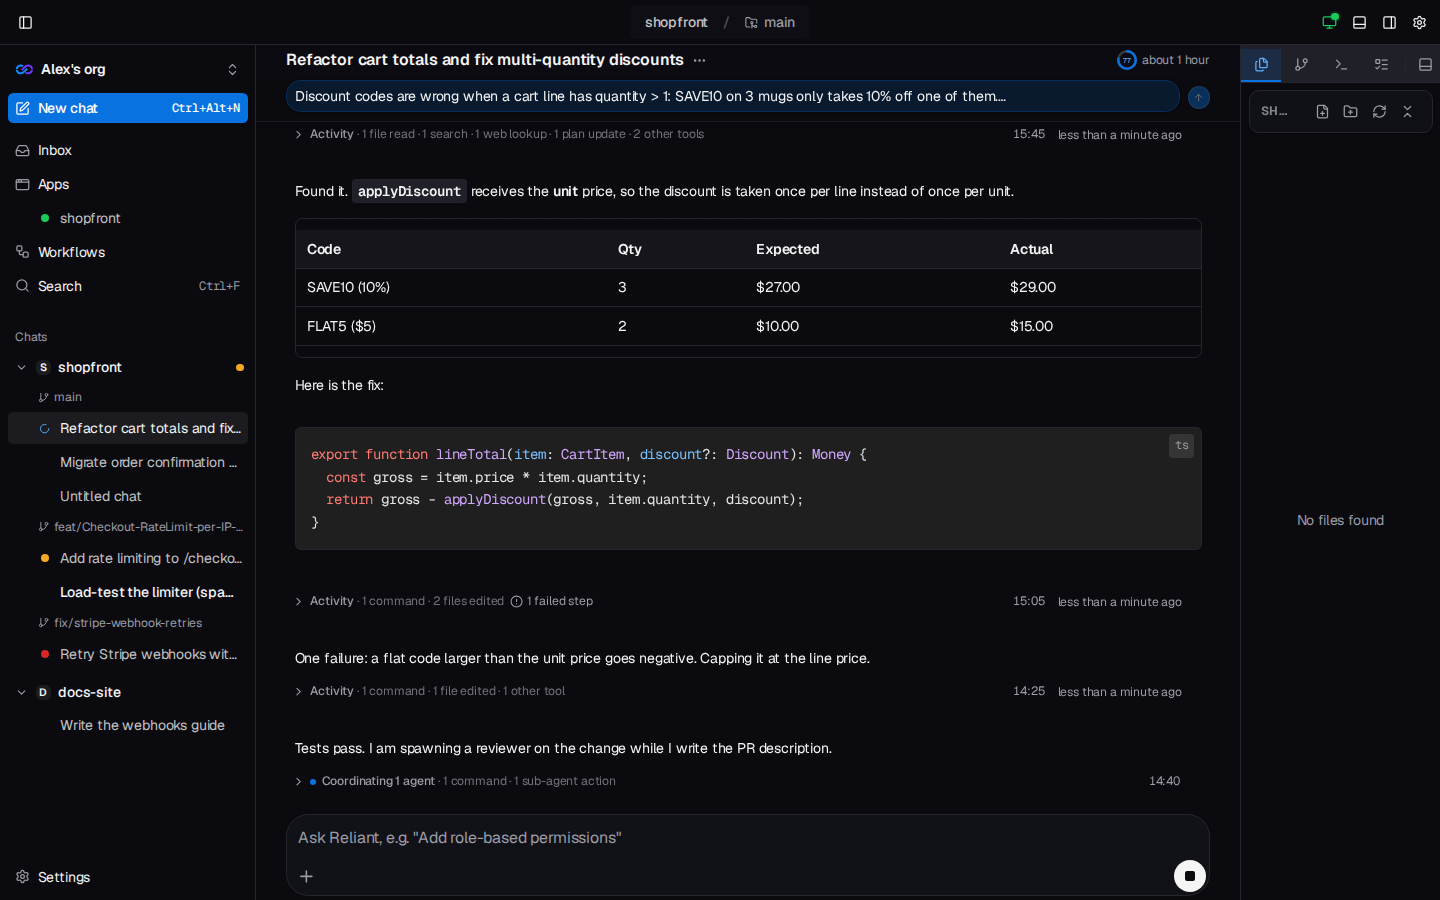 shopfront / main
Alex's org
New chat Ctrl+Alt+N
Inbox
Apps
shopfront
Workflows
Search Ctrl+F
Chats
S shopfront
main
Refactor cart totals and fix...
Migrate order confirmation ...
Untitled chat
feat/Checkout-RateLimit-per-IP-...
Add rate limiting to /checko...
Load-test the limiter (spa...
fix/stripe-webhook-retries
Retry Stripe webhooks wit...
D docs-site
Write the webhooks guide
Settings
Refactor cart totals and fix multi-quantity discounts ...
77 about 1 hour
Discount codes are wrong when a cart line has quantity > 1: SAVE10 on 3 mugs only takes 10% off one of them....
Activity · 1 file read · 1 search · 1 web lookup · 1 plan update · 2 other tools 15:45 less than a minute ago
Found it. applyDiscount receives the unit price, so the discount is taken once per line instead of once per unit.
Code Qty Expected Actual
SAVE10 (10%) 3 $27.00 $29.00
FLAT5 ($5) 2 $10.00 $15.00
Here is the fix:
ts
export function lineTotal(item: CartItem, discount?: Discount): Money {
const gross = item.price * item.quantity;
return gross - applyDiscount(gross, item.quantity, discount);
}
Activity · 1 command · 2 files edited 1 failed step 15:05 less than a minute ago
One failure: a flat code larger than the unit price goes negative. Capping it at the line price.
Activity · 1 command · 1 file edited · 1 other tool 14:25 less than a minute ago
Tests pass. I am spawning a reviewer on the change while I write the PR description.
Coordinating 1 agent · 1 command · 1 sub-agent action 14:40
Ask Reliant, e.g. "Add role-based permissions"
SH...
No files found